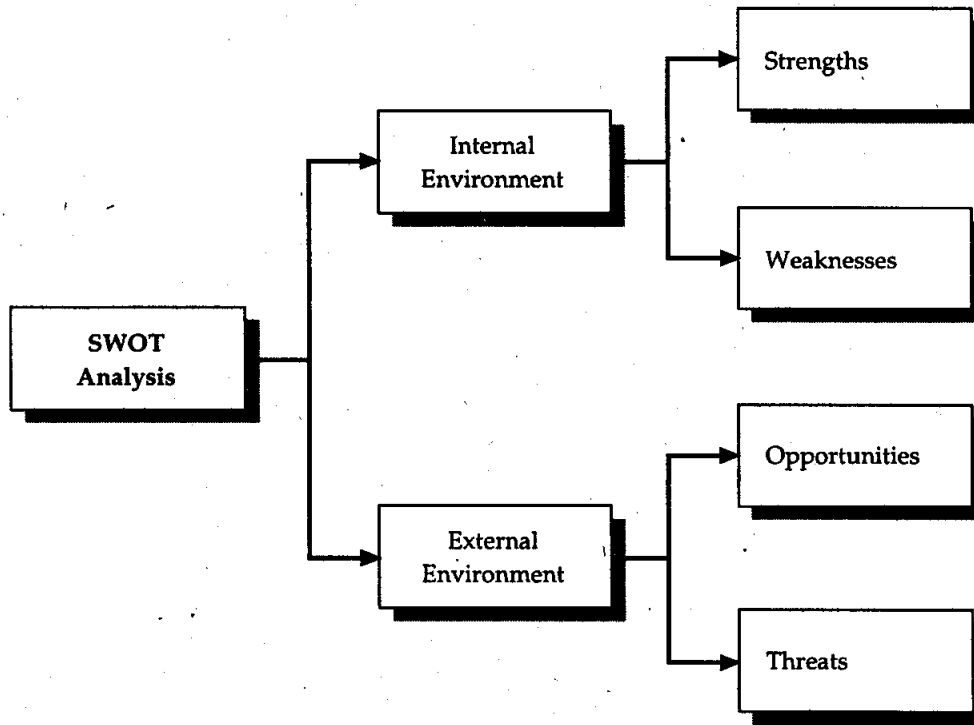 Strengths
Internal
Environment
Weaknesses
SWOT
Analysis
Opportunities
External
Environment
Threats